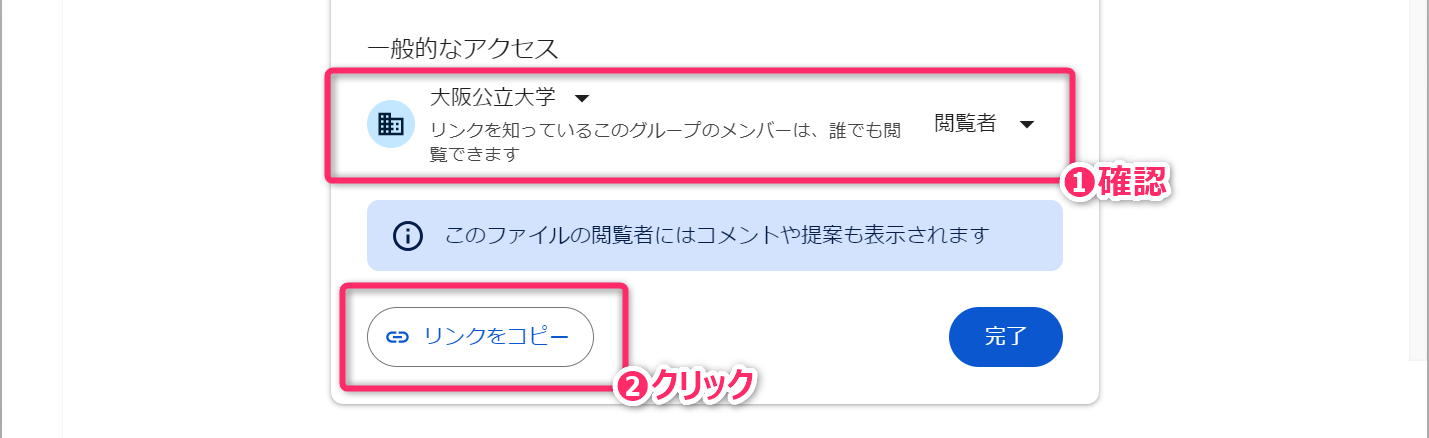 一般的なアクセス
大阪公立大学
リンクを知っているこのグループのメンバーは、誰でも閲
覧できます
閲覧者
❶確認
このファイルの閲覧者にはコメントや提案も表示されます
リンクをコピー
完了
❷クリック